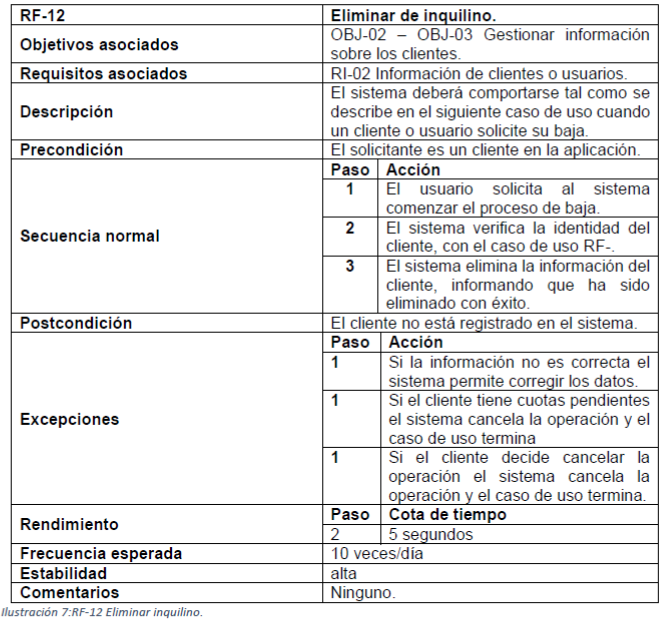 RF-12 Eliminar de inquilino.
Objetivos asociados OBJ-02 – OBJ-03 Gestionar información
sobre los clientes.
Requisitos asociados RI-02 Información de clientes o usuarios.
Descripción El sistema deberá comportarse tal como se
describe en el siguiente caso de uso cuando
un cliente o usuario solicite su baja.
Precondición El solicitante es un cliente en la aplicación.
Secuencia normal
Paso Acción
1 El usuario solicita al sistema
comenzar el proceso de baja.
2 El sistema verifica la identidad del
cliente, con el caso de uso RF-.
3 El sistema elimina la información del
cliente, informando que ha sido
eliminado con éxito.
Postcondición El cliente no está registrado en el sistema.
Excepciones
Paso Acción
1 Si la información no es correcta el
sistema permite corregir los datos.
1 Si el cliente tiene cuotas pendientes
el sistema cancela la operación y el
caso de uso termina
1 Si el cliente decide cancelar la
operación el sistema cancela la
operación y el caso de uso termina.
Rendimiento
Paso Cota de tiempo
2 5 segundos
Frecuencia esperada 10 veces/día
Estabilidad alta
Comentarios Ninguno.
Ilustración 7:RF-12 Eliminar inquilino.